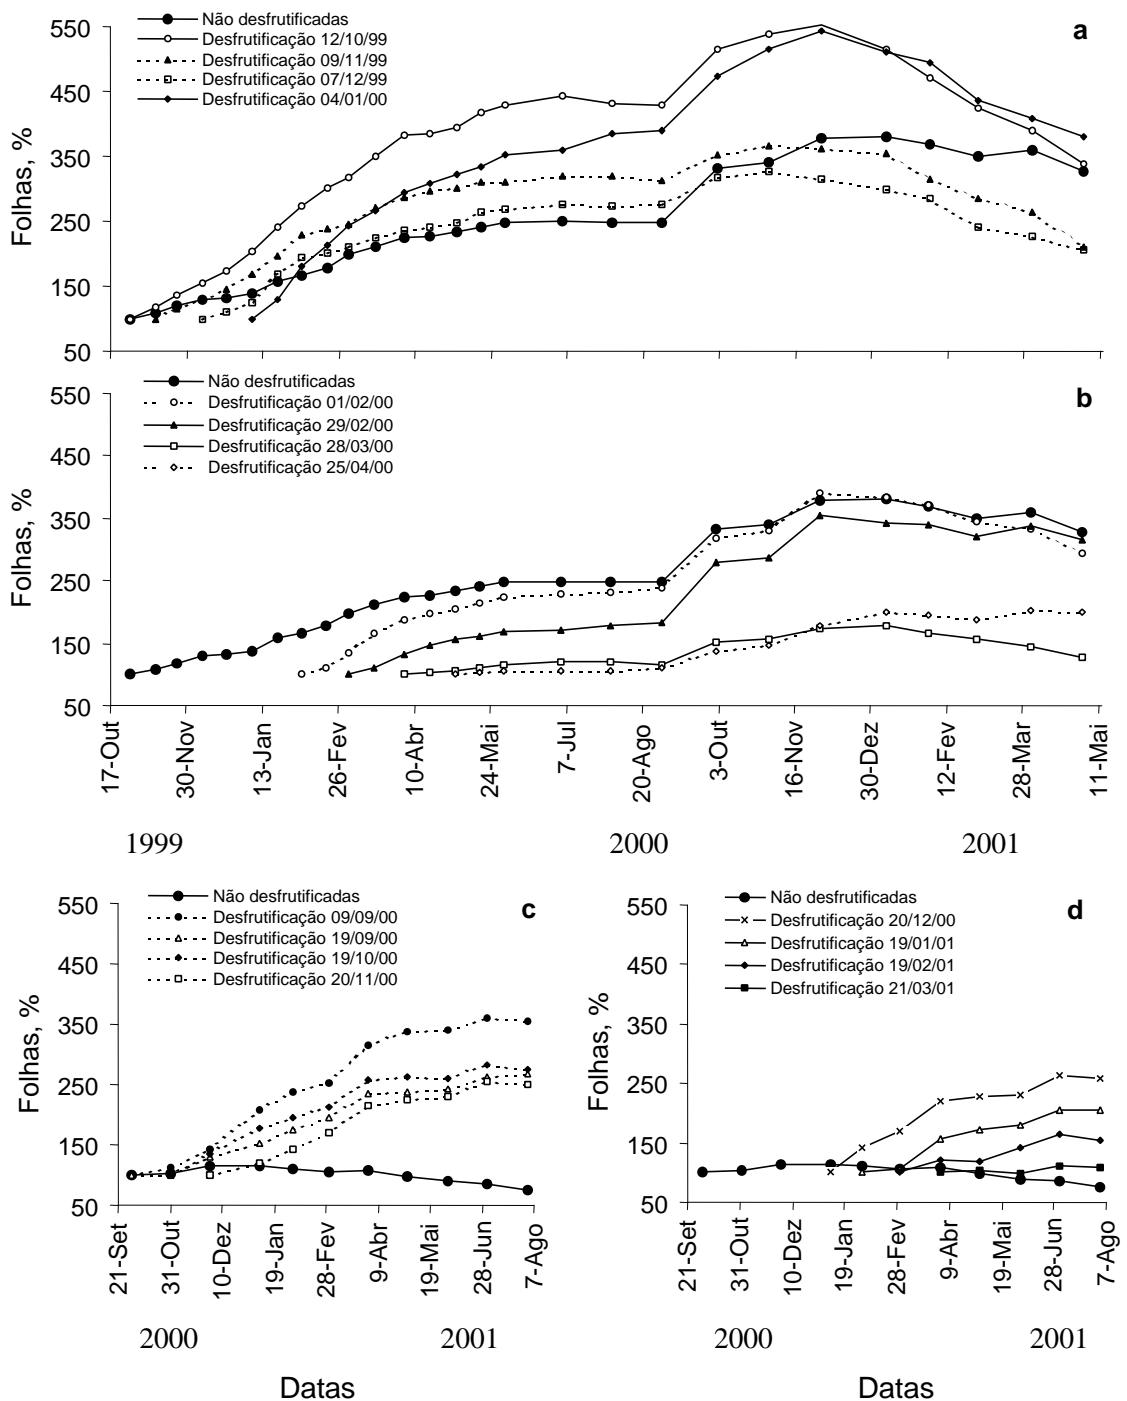 Não desfrutificadas
Desfrutificação 12/10/99
Desfrutificação 09/11/99
Desfrutificação 07/12/99
Desfrutificação 04/01/00
a
550
450
350
250
150
50
Folhas, %
Não desfrutificadas
Desfrutificação 01/02/00
Desfrutificação 29/02/00
Desfrutificação 28/03/00
Desfrutificação 25/04/00
b
550
450
350
250
150
50
Folhas, %
17-Out
30-Nov
13-Jan
26-Fev
10-Abr
24-Mai
7-Jul
20-Ago
3-Out
16-Nov
30-Dez
12-Fev
28-Mar
11-Mai
1999
2000
2001
Não desfrutificadas
Desfrutificação 09/09/00
Desfrutificação 19/09/00
Desfrutificação 19/10/00
Desfrutificação 20/11/00
c
550
450
350
250
150
50
Folhas, %
21-Set
31-Out
10-Dez
19-Jan
28-Fev
9-Abr
19-Mai
28-Jun
7-Ago
2000
2001
Datas
Não desfrutificadas
Desfrutificação 20/12/00
Desfrutificação 19/01/01
Desfrutificação 19/02/01
Desfrutificação 21/03/01
d
550
450
350
250
150
50
Folhas, %
21-Set
31-Out
10-Dez
19-Jan
28-Fev
9-Abr
19-Mai
28-Jun
7-Ago
2000
2001
Datas